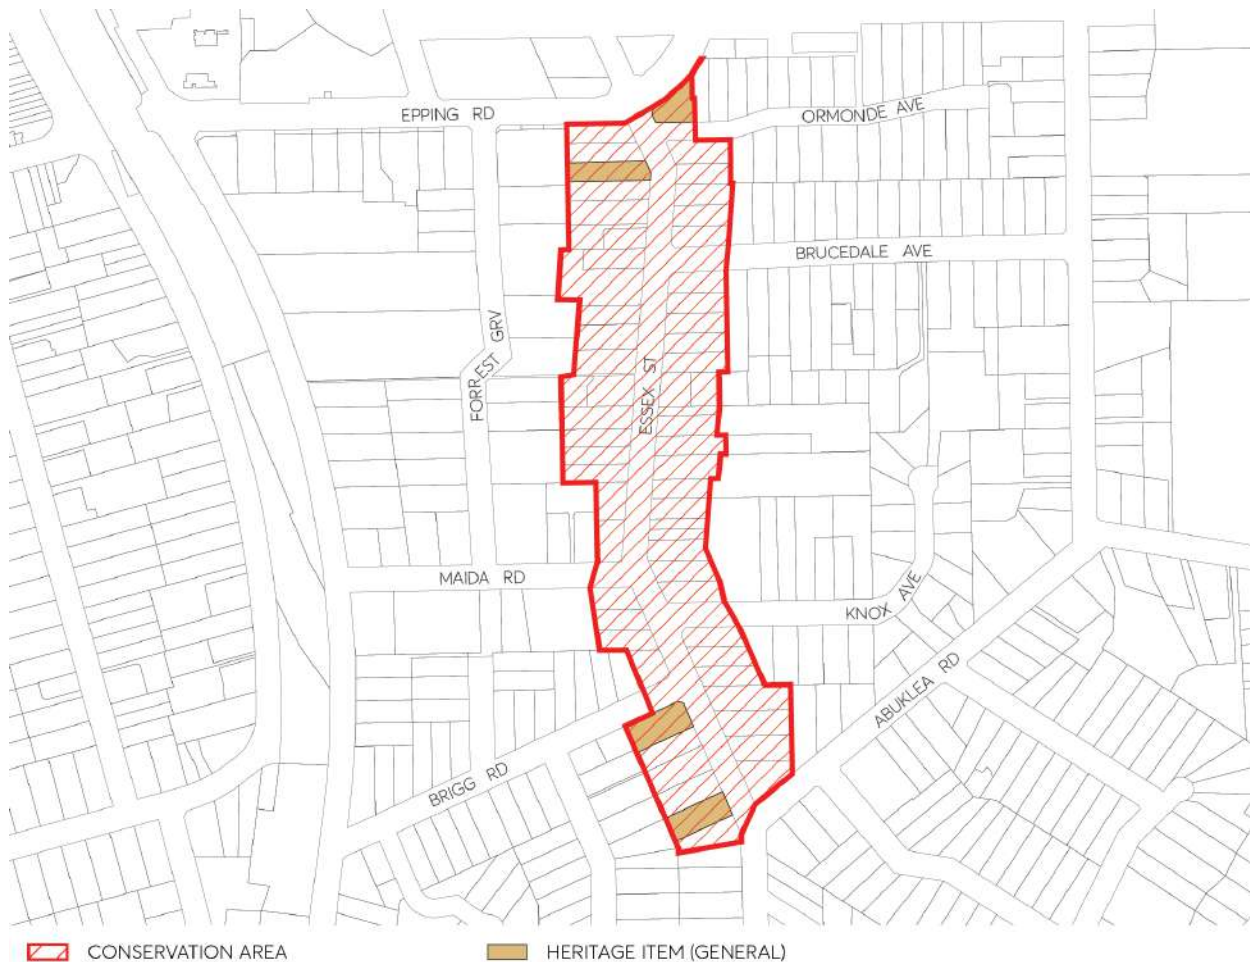 EPPING RD
ORMONDE AVE
BRUCEDALE AVE
FORREST GRV
ESSEX ST
MAIDA RD
KNOX AVE
ABUKLEA RD
BRIGG RD
CONSERVATION AREA
HERITAGE ITEM (GENERAL)